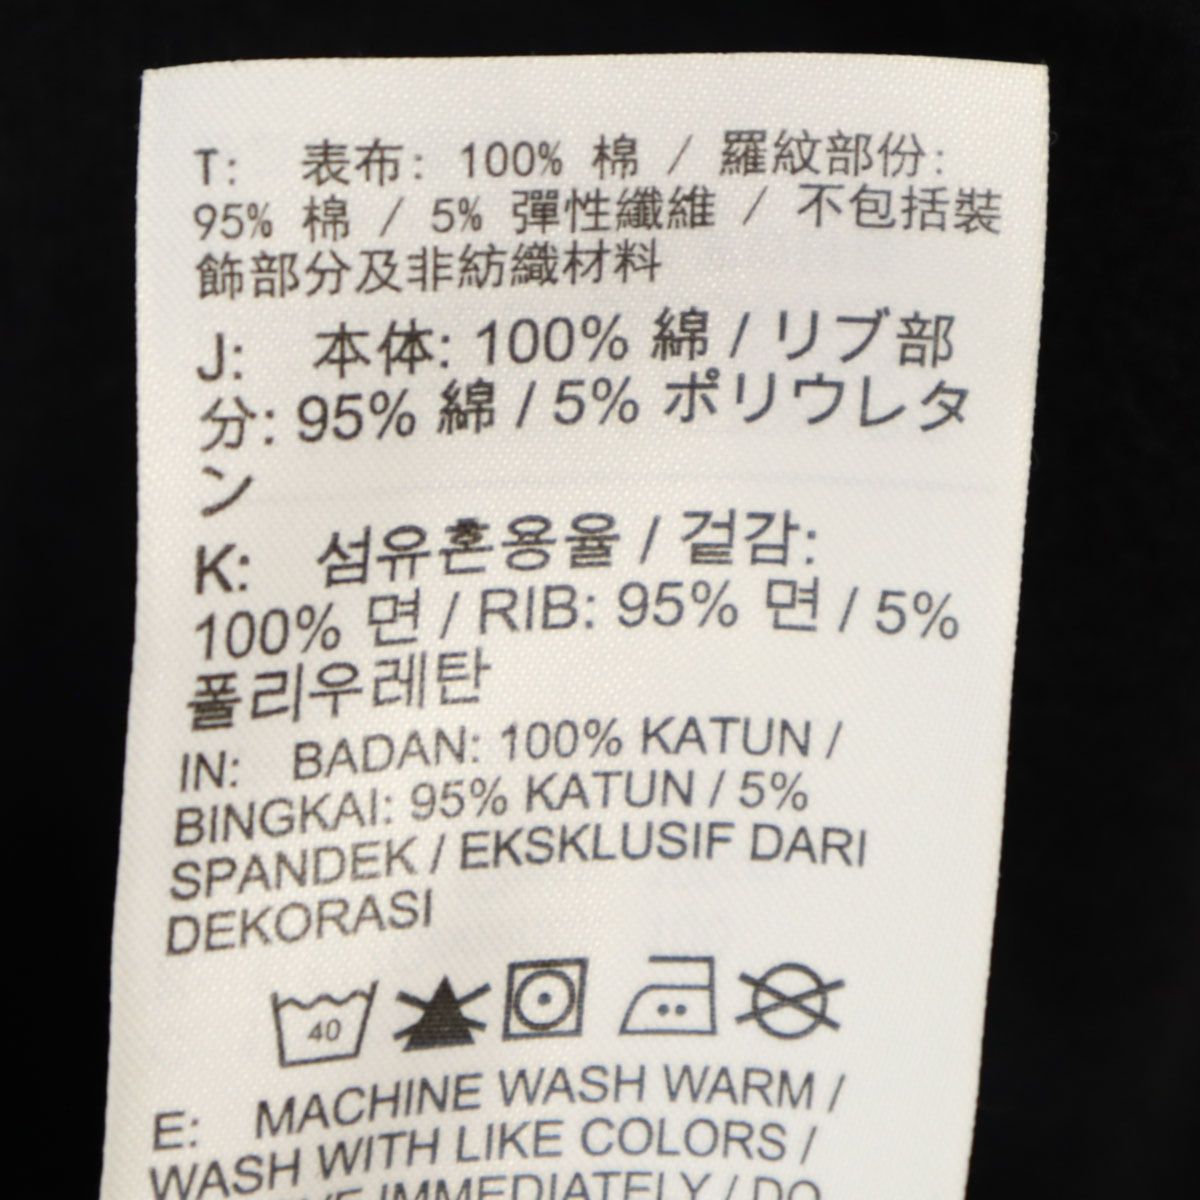 T: 表布: 100% 棉 / 羅紋部份:
95% 棉 / 5% 彈性纖維 / 不包括裝
飾部分及非紡織材料
J: 本体: 100% 綿 / リブ部
分: 95% 綿 / 5% ポリウレタ
ン
K: 섬유혼용율 / 겉감:
100% 면 / RIB: 95% 면 / 5%
폴리우레탄
IN: BADAN: 100% KATUN /
BINGKAI: 95% KATUN / 5%
SPANDEK / EKSKLUSIF DARI
DEKORASI
40
E: MACHINE WASH WARM /
WASH WITH LIKE COLORS /
IMMEDIATELY / DO